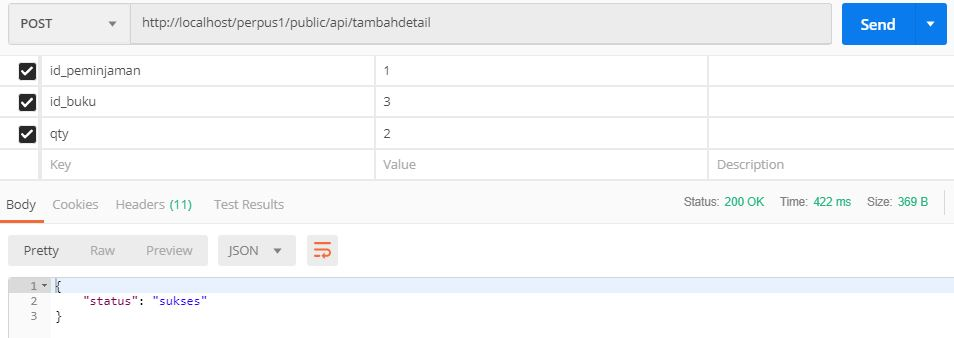 POST http://localhost/perpus1/public/api/tambahdetail Send
id_peminjaman 1
id_buku 3
qty 2
Key Value Description
Body Cookies Headers (11) Test Results Status: 200 OK Time: 422 ms Size: 369 B
Pretty Raw Preview JSON
1 {
2 "status": "sukses"
3 }